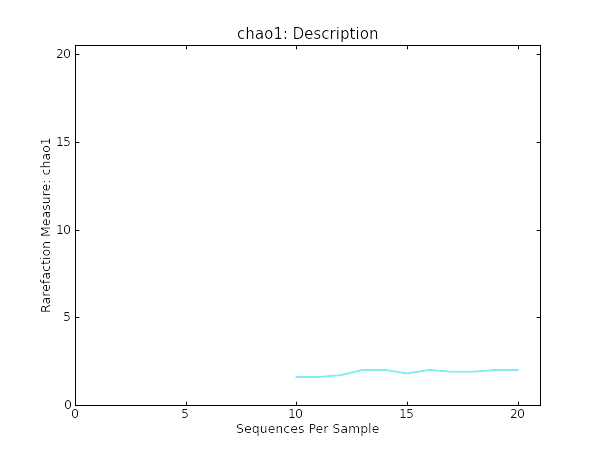 chao1: Description
20
15
10
5
0
Rarefaction Measure: chao1
0 5 10 15 20
Sequences Per Sample